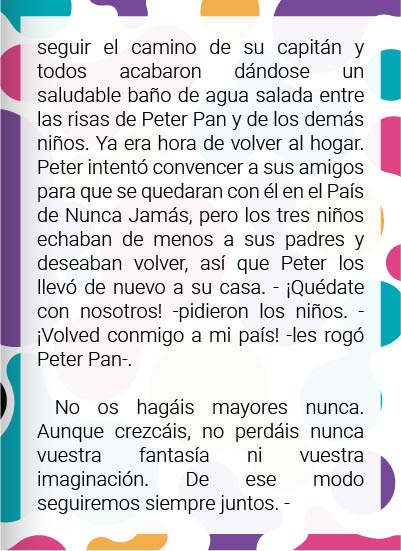 seguir el camino de su capitán y
todos acabaron dándose un
saludable baño de agua salada entre
las risas de Peter Pan y de los demás
niños. Ya era hora de volver al hogar.
Peter intentó convencer a sus amigos
para que se quedaran con él en el País
de Nunca Jamás, pero los tres niños
echaban de menos a sus padres y
deseaban volver, así que Peter los
llevó de nuevo a su casa. - ¡Quédate
con nosotros! -pidieron los niños. -
¡Volved conmigo a mi país! -les rogó
Peter Pan-.
No os hagáis mayores nunca.
Aunque crezcáis, no perdáis nunca
vuestra fantasía ni vuestra
imaginación. De ese modo
seguiremos siempre juntos. -